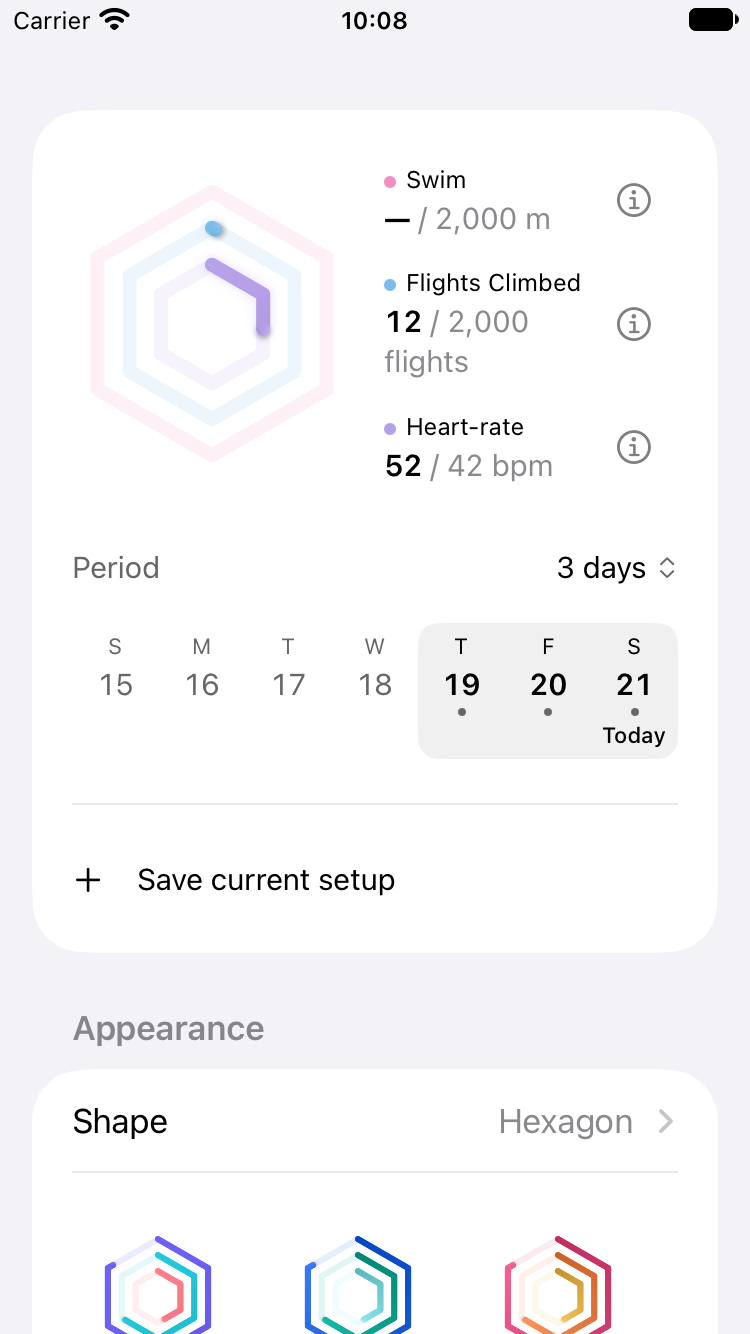 Carrier 10:08
Swim
– / 2,000 m
Flights Climbed
12 / 2,000
flights
Heart-rate
52 / 42 bpm
Period 3 days
S M T W T F S
15 16 17 18 19 20 21
Today
+ Save current setup
Appearance
Shape Hexagon